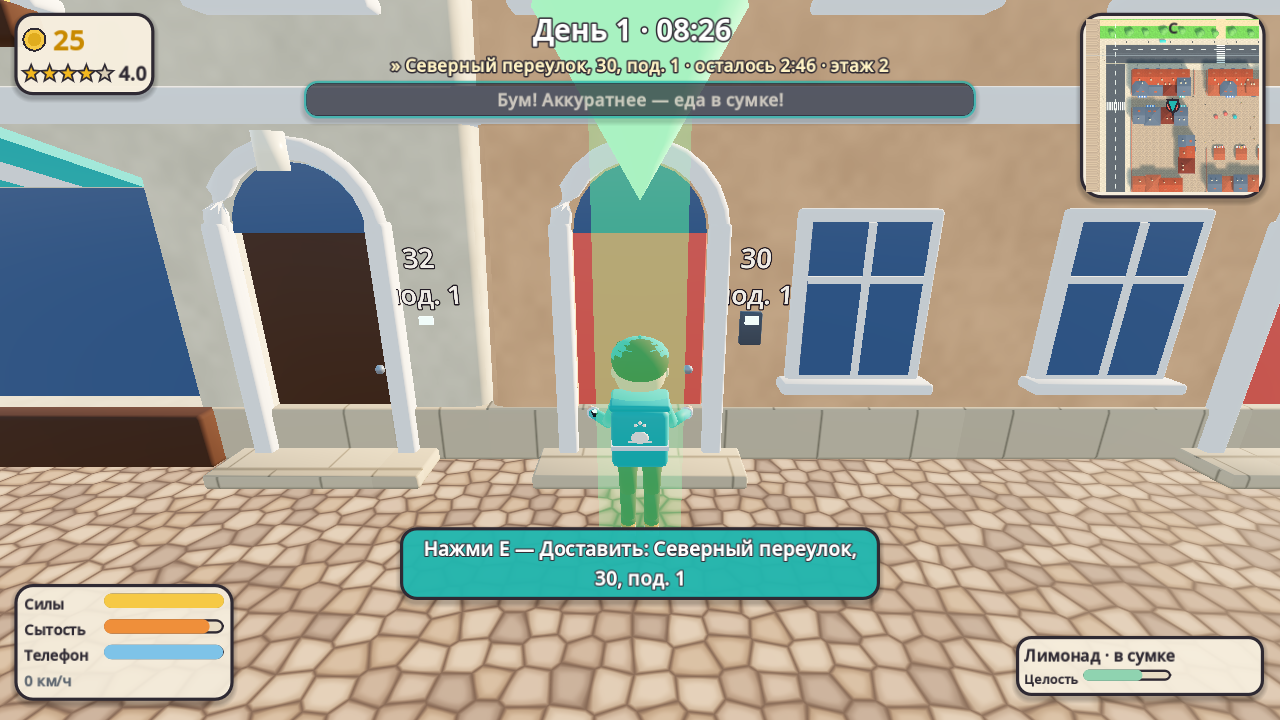 25
4.0
День 1 · 08:26
» Северный переулок, 30, под. 1 · осталось 2:46 · этаж 2
Бум! Аккуратнее — еда в сумке!
С
32
под. 1
30
под. 1
Нажми E — Доставить: Северный переулок,
30, под. 1
Силы
Сытость
Телефон
0 км/ч
Лимонад · в сумке
Целость